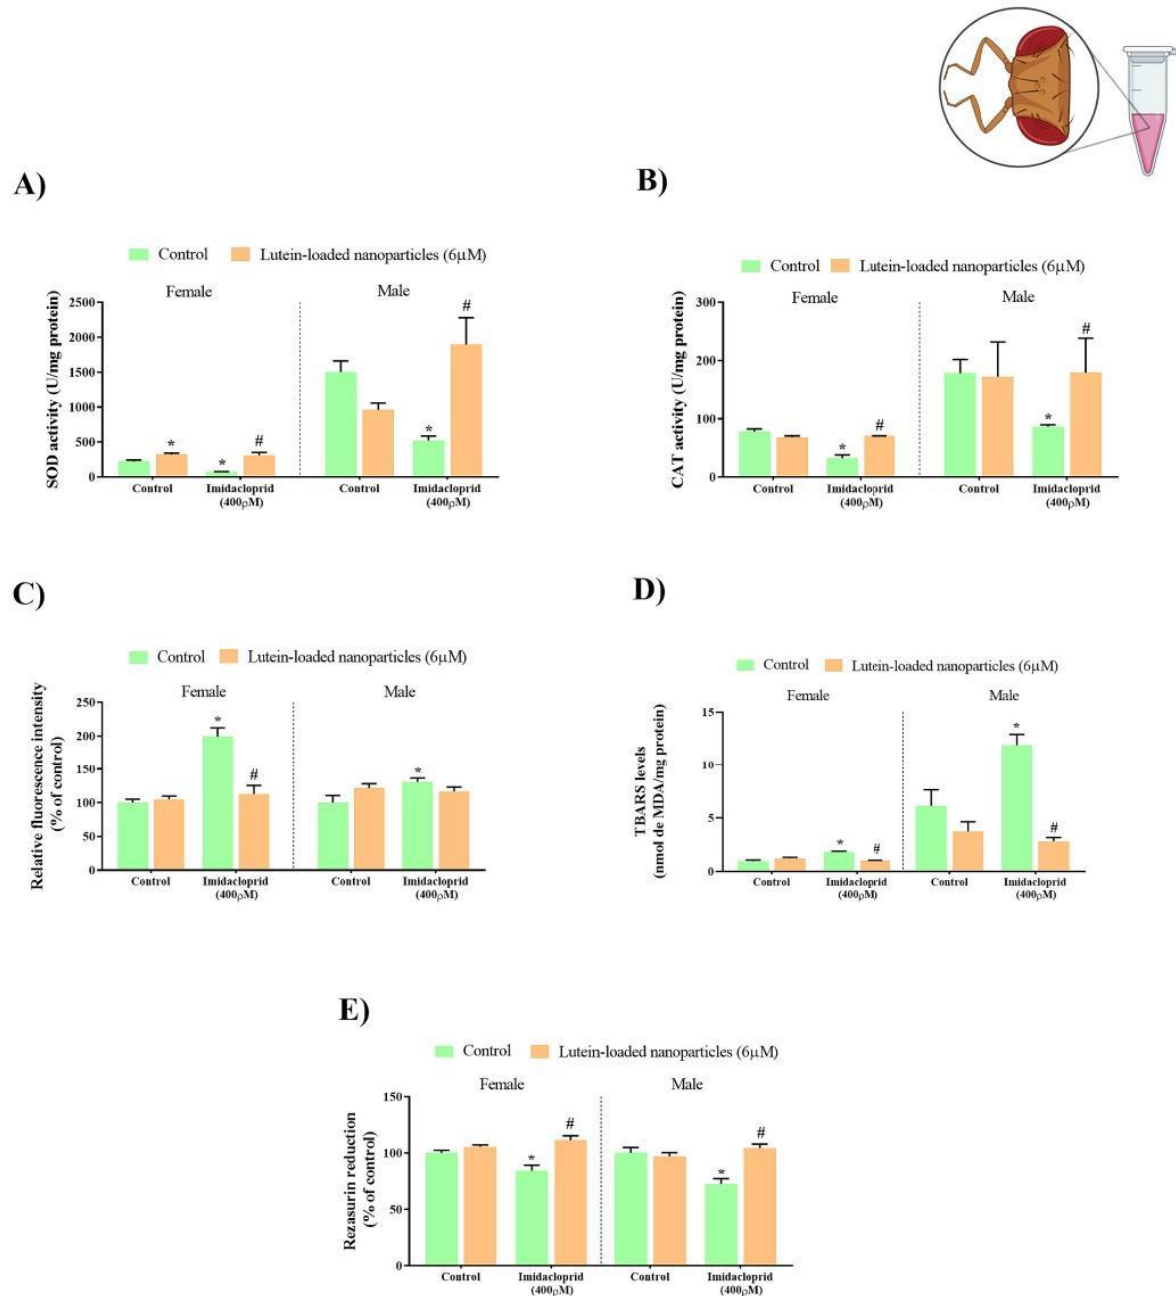 A)
Control Lutein-loaded nanoparticles (6μM)
Female Male
SOD activity (U/mg protein)
2500
2000
1500
1000
500
0
*
*
#
*
#
Control Imidacloprid Control Imidacloprid
(400ρM) (400ρM)
B)
Control Lutein-loaded nanoparticles (6μM)
Female Male
CAT activity (U/mg protein)
300
200
100
0
*
#
*
#
Control Imidacloprid Control Imidacloprid
(400ρM) (400ρM)
C)
Control Lutein-loaded nanoparticles (6μM)
Female Male
Relative fluorescence intensity
(% of control)
250
200
150
100
50
0
*
#
*
Control Imidacloprid Control Imidacloprid
(400ρM) (400ρM)
D)
Control Lutein-loaded nanoparticles (6μM)
Female Male
TBARS levels
(nmol de MDA/mg protein)
15
10
5
0
*
#
*
#
Control Imidacloprid Control Imidacloprid
(400ρM) (400ρM)
E)
Control Lutein-loaded nanoparticles (6μM)
Female Male
Rezasurin reduction
(% of control)
150
100
50
0
*
#
*
#
Control Imidacloprid Control Imidacloprid
(400ρM) (400ρM)